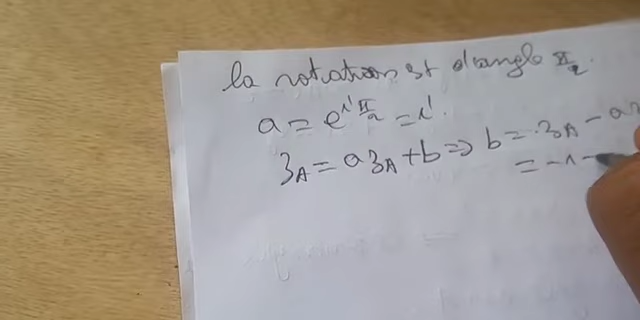 la rotation est d'angle π/2.
a = e^{iπ/2} = i.
z_A = a z_A + b ⇒ b = z_A - a z
= -1 -